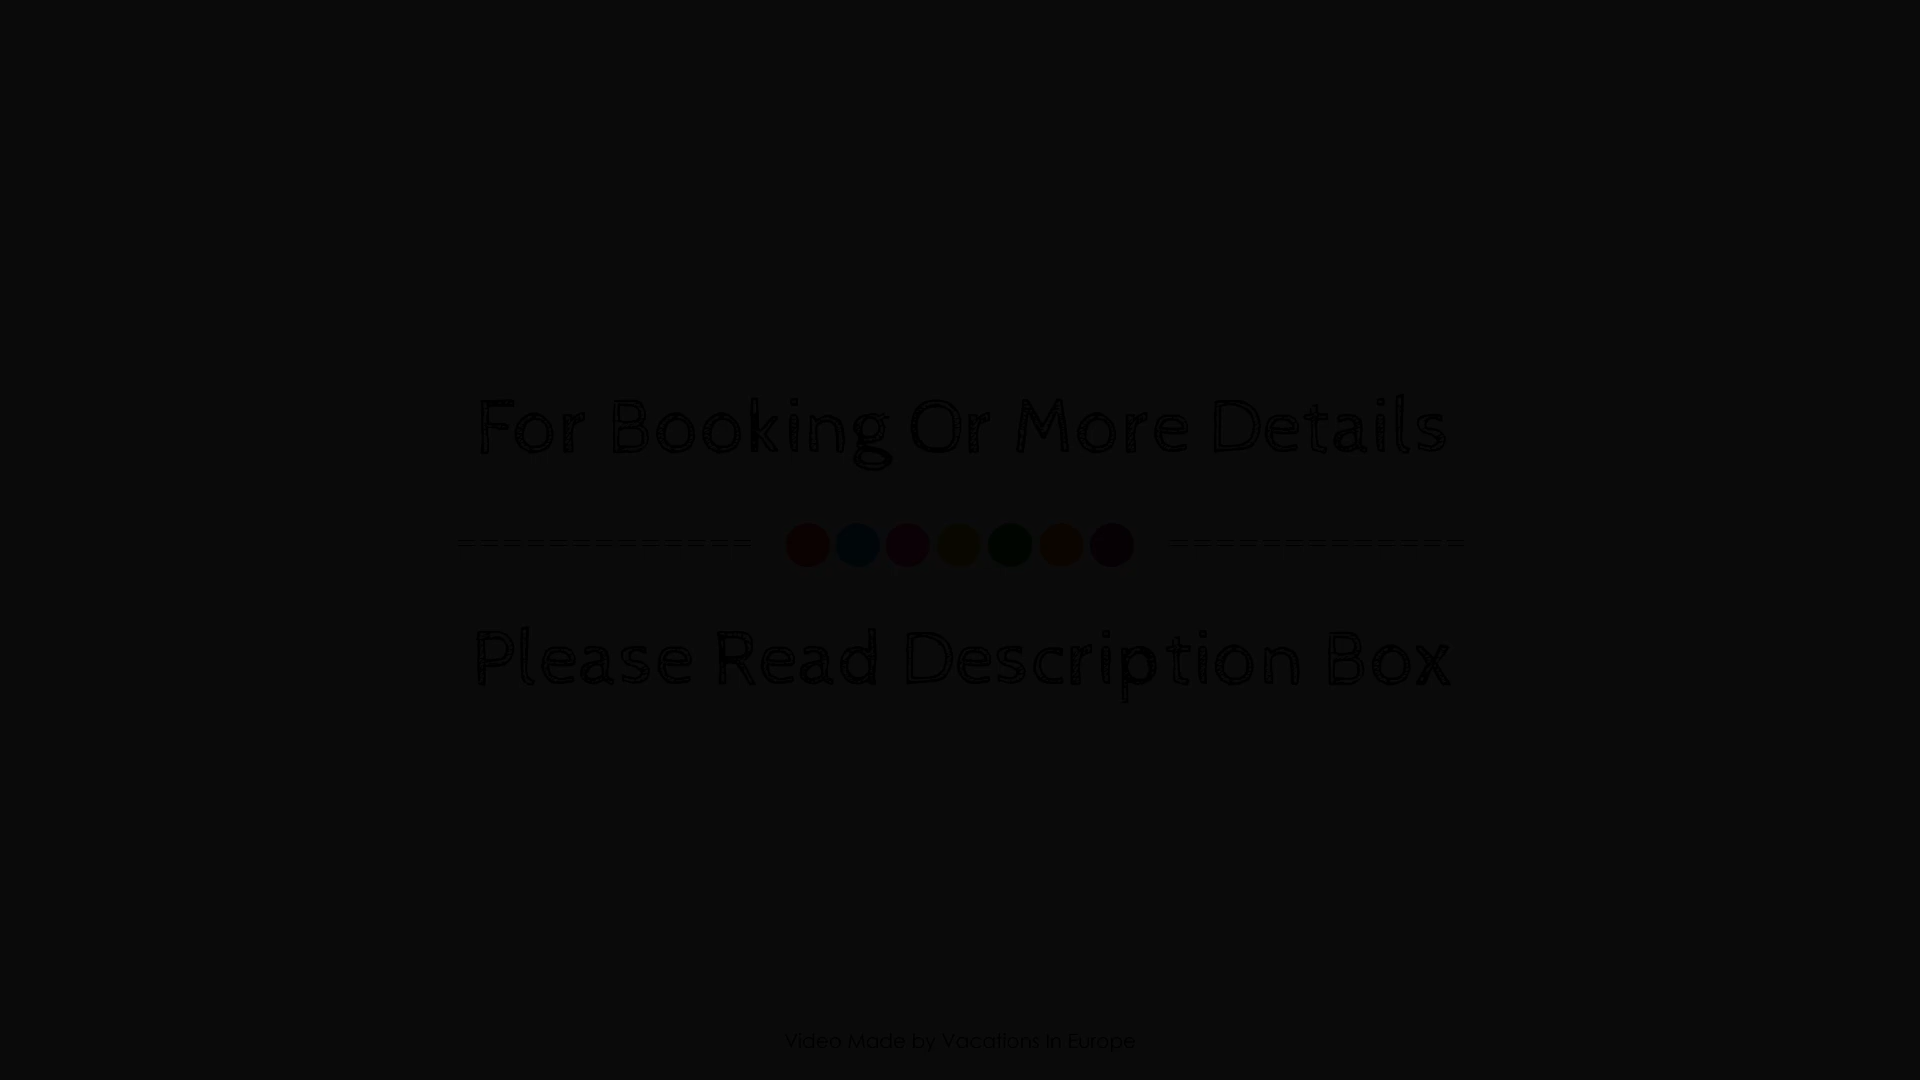 For Booking Or More Details
Please Read Description Box
Video Made by Vacations In Europe